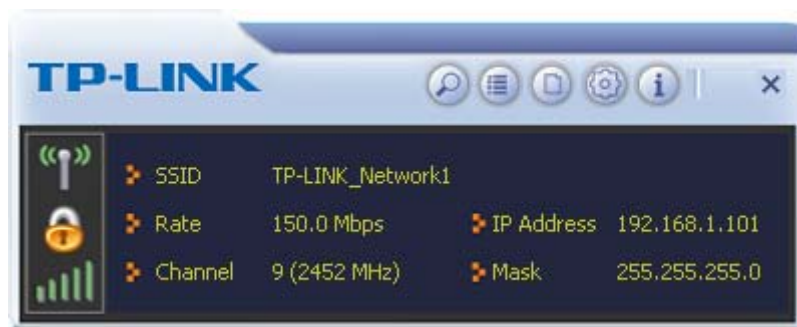 TP-LINK
SSID TP-LINK_Network1
Rate 150.0 Mbps IP Address 192.168.1.101
Channel 9 (2452 MHz) Mask 255.255.255.0